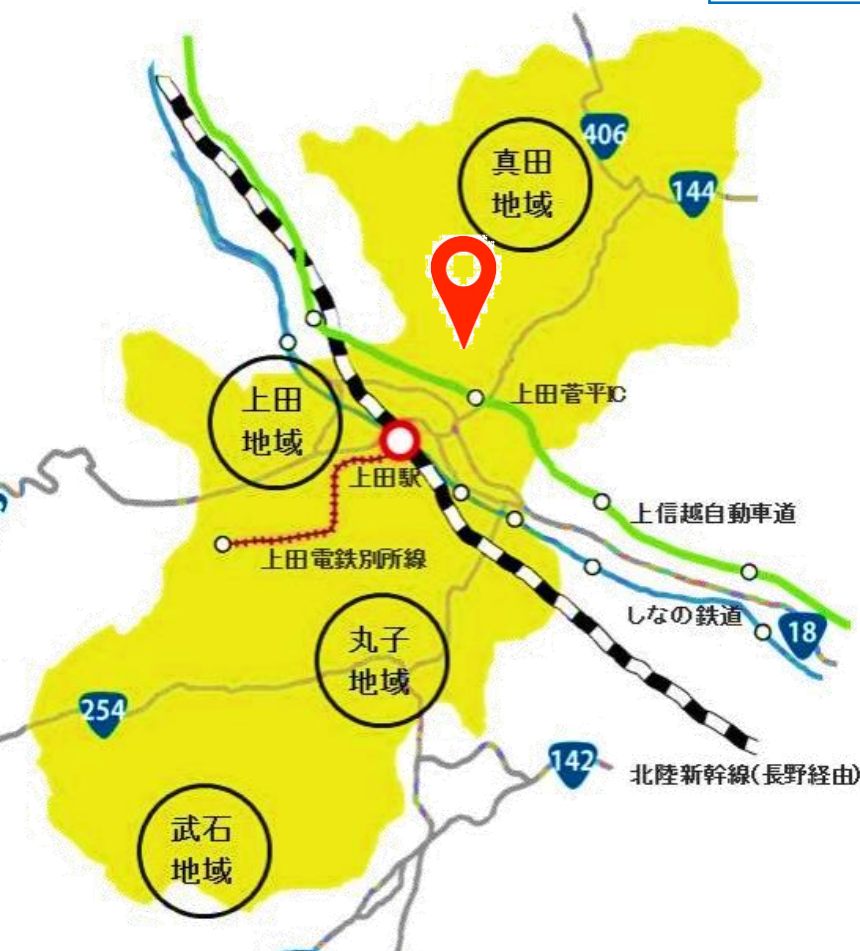 406
真田
地域
144
上田菅平IC
上田
地域
上田駅
上信越自動車道
上田電鉄別所線
しなの鉄道
18
丸子
地域
254
142
北陸新幹線(長野経由)
武石
地域